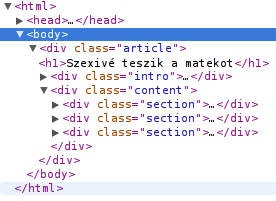 ▼<html>
▶<head>…</head>
▼<body>
▼<div class="article">
<h1>Szexivé teszik a matekot</h1>
▶<div class="intro">…</div>
▼<div class="content">
▶<div class="section">…</div>
▶<div class="section">…</div>
▶<div class="section">…</div>
</div>
</div>
</body>
</html>